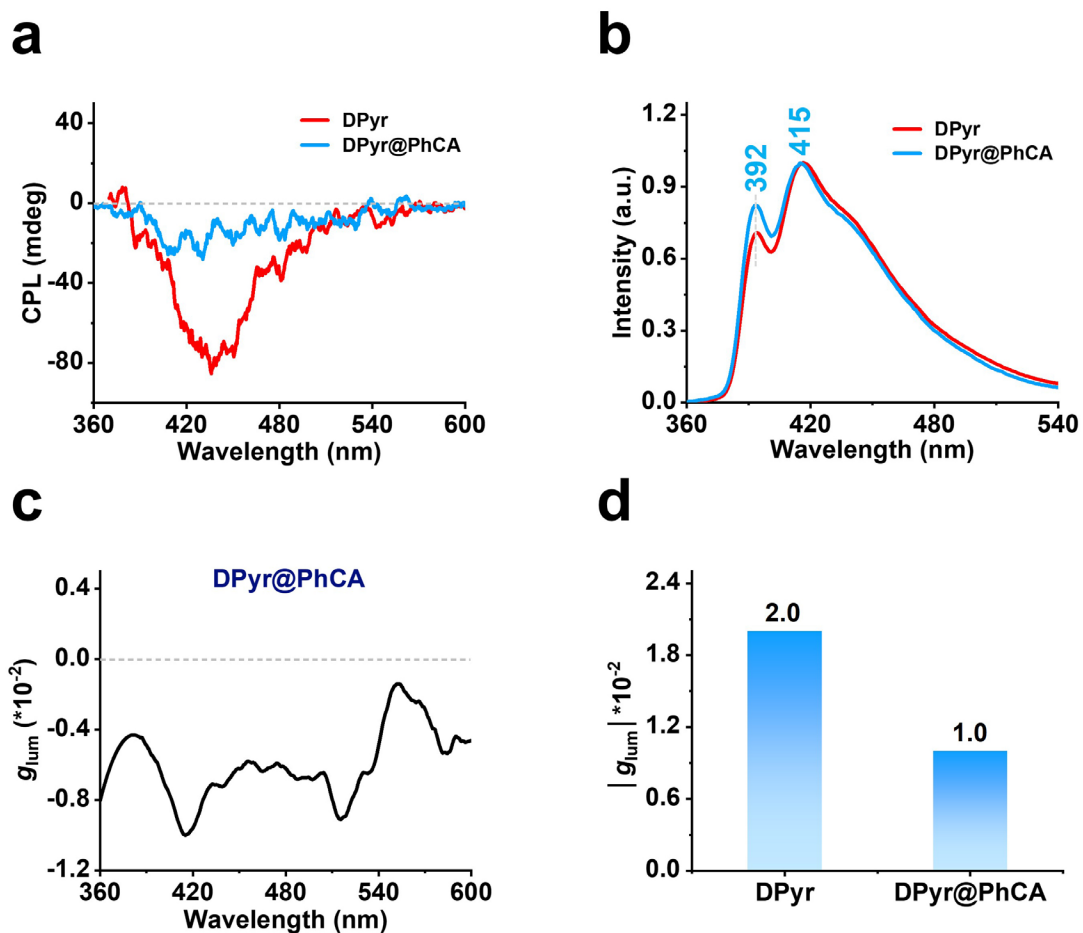 a
40
0
-40
-80
CPL (mdeg)
360
420
480
540
600
Wavelength (nm)
DPyr
DPyr@PhCA
b
1.2
0.9
0.6
0.3
0.0
Intensity (a.u.)
392
415
DPyr
DPyr@PhCA
360
420
480
540
Wavelength (nm)
c
DPyr@PhCA
0.4
0.0
-0.4
-0.8
-1.2
glum (*10-2)
360
420
480
540
600
Wavelength (nm)
d
2.4
1.8
1.2
0.6
0.0
| glum| *10-2
2.0
1.0
DPyr
DPyr@PhCA